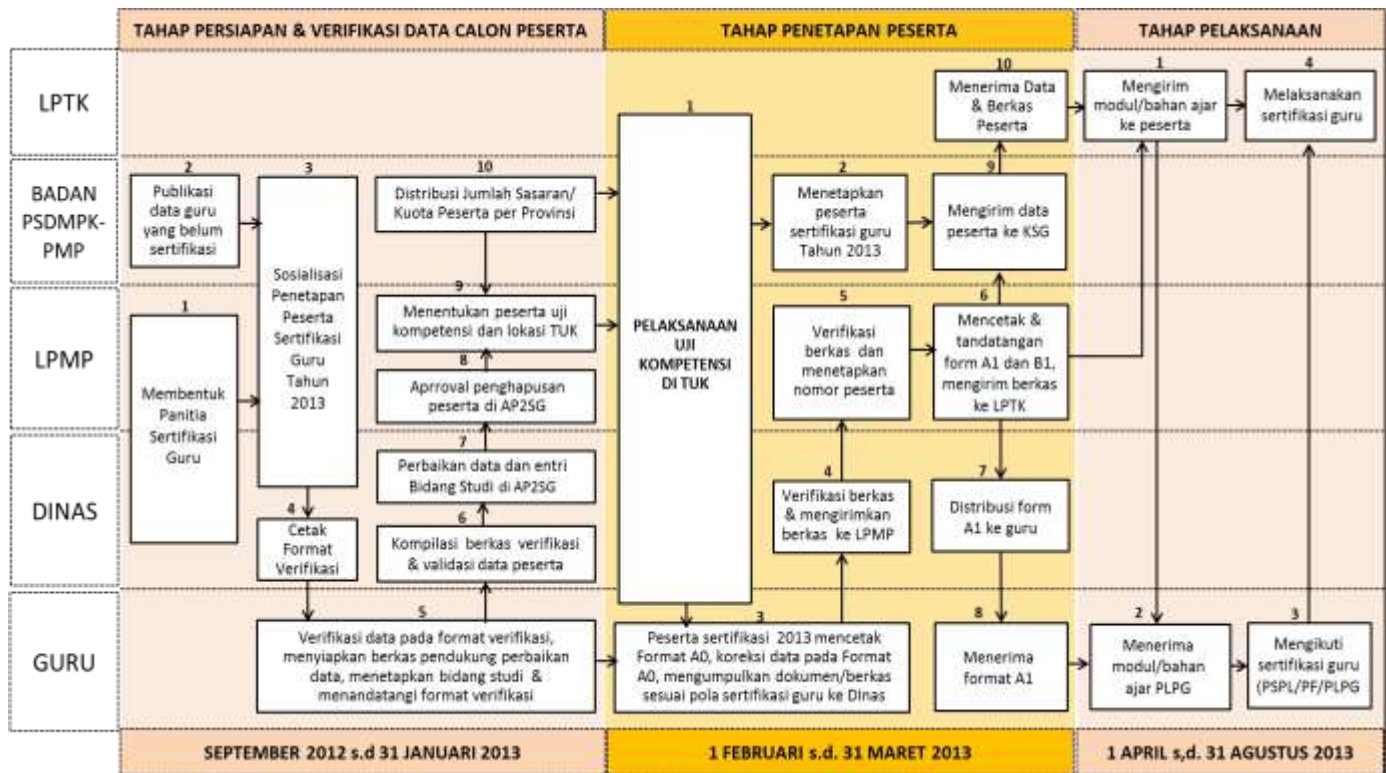 TAHAP PERSIAPAN & VERIFIKASI DATA CALON PESERTA
TAHAP PENETAPAN PESERTA
TAHAP PELAKSANAAN
LPTK
BADAN
PSDMPK-
PMP
LPMP
DINAS
GURU
1
Membentuk
Panitia
Sertifikasi
Guru
2
Publikasi
data guru
yang belum
sertifikasi
3
Sosialisasi
Penetapan
Peserta
Sertifikasi
Guru
Tahun
2013
4
Cetak
Format
Verifikasi
5
Verifikasi data pada format verifikasi,
menyiapkan berkas pendukung perbaikan
data, menetapkan bidang studi &
menandatangi format verifikasi
6
Kompilasi berkas verifikasi
& validasi data peserta
7
Perbaikan data dan entri
Bidang Studi di AP2SG
8
Aprroval penghapusan
peserta di AP2SG
9
Menentukan peserta uji
kompetensi dan lokasi TUK
10
Distribusi Jumlah Sasaran/
Kuota Peserta per Provinsi
1
PELAKSANAAN
UJI
KOMPETENSI
DI TUK
2
Menetapkan
peserta
sertifikasi guru
Tahun 2013
3
Peserta sertifikasi 2013 mencetak
Format A0, koreksi data pada Format
A0, mengumpulkan dokumen/berkas
sesuai pola sertifikasi guru ke Dinas
4
Verifikasi berkas
& mengirimkan
berkas ke LPMP
5
Verifikasi
berkas dan
menetapkan
nomor peserta
6
Mencetak &
tandatangan
form A1 dan B1,
mengirim berkas
ke LPTK
7
Distribusi form
A1 ke guru
8
Menerima
format A1
9
Mengirim data
peserta ke KSG
10
Menerima Data
& Berkas
Peserta
1
Mengirim
modul/bahan ajar
ke peserta
2
Menerima
modul/bahan
ajar PLPG
3
Mengikuti
sertifikasi guru
(PSPL/PF/PLPG
4
Melaksanakan
sertifikasi guru
SEPTEMBER 2012 s.d 31 JANUARI 2013
1 FEBRUARI s.d. 31 MARET 2013
1 APRIL s,d. 31 AGUSTUS 2013